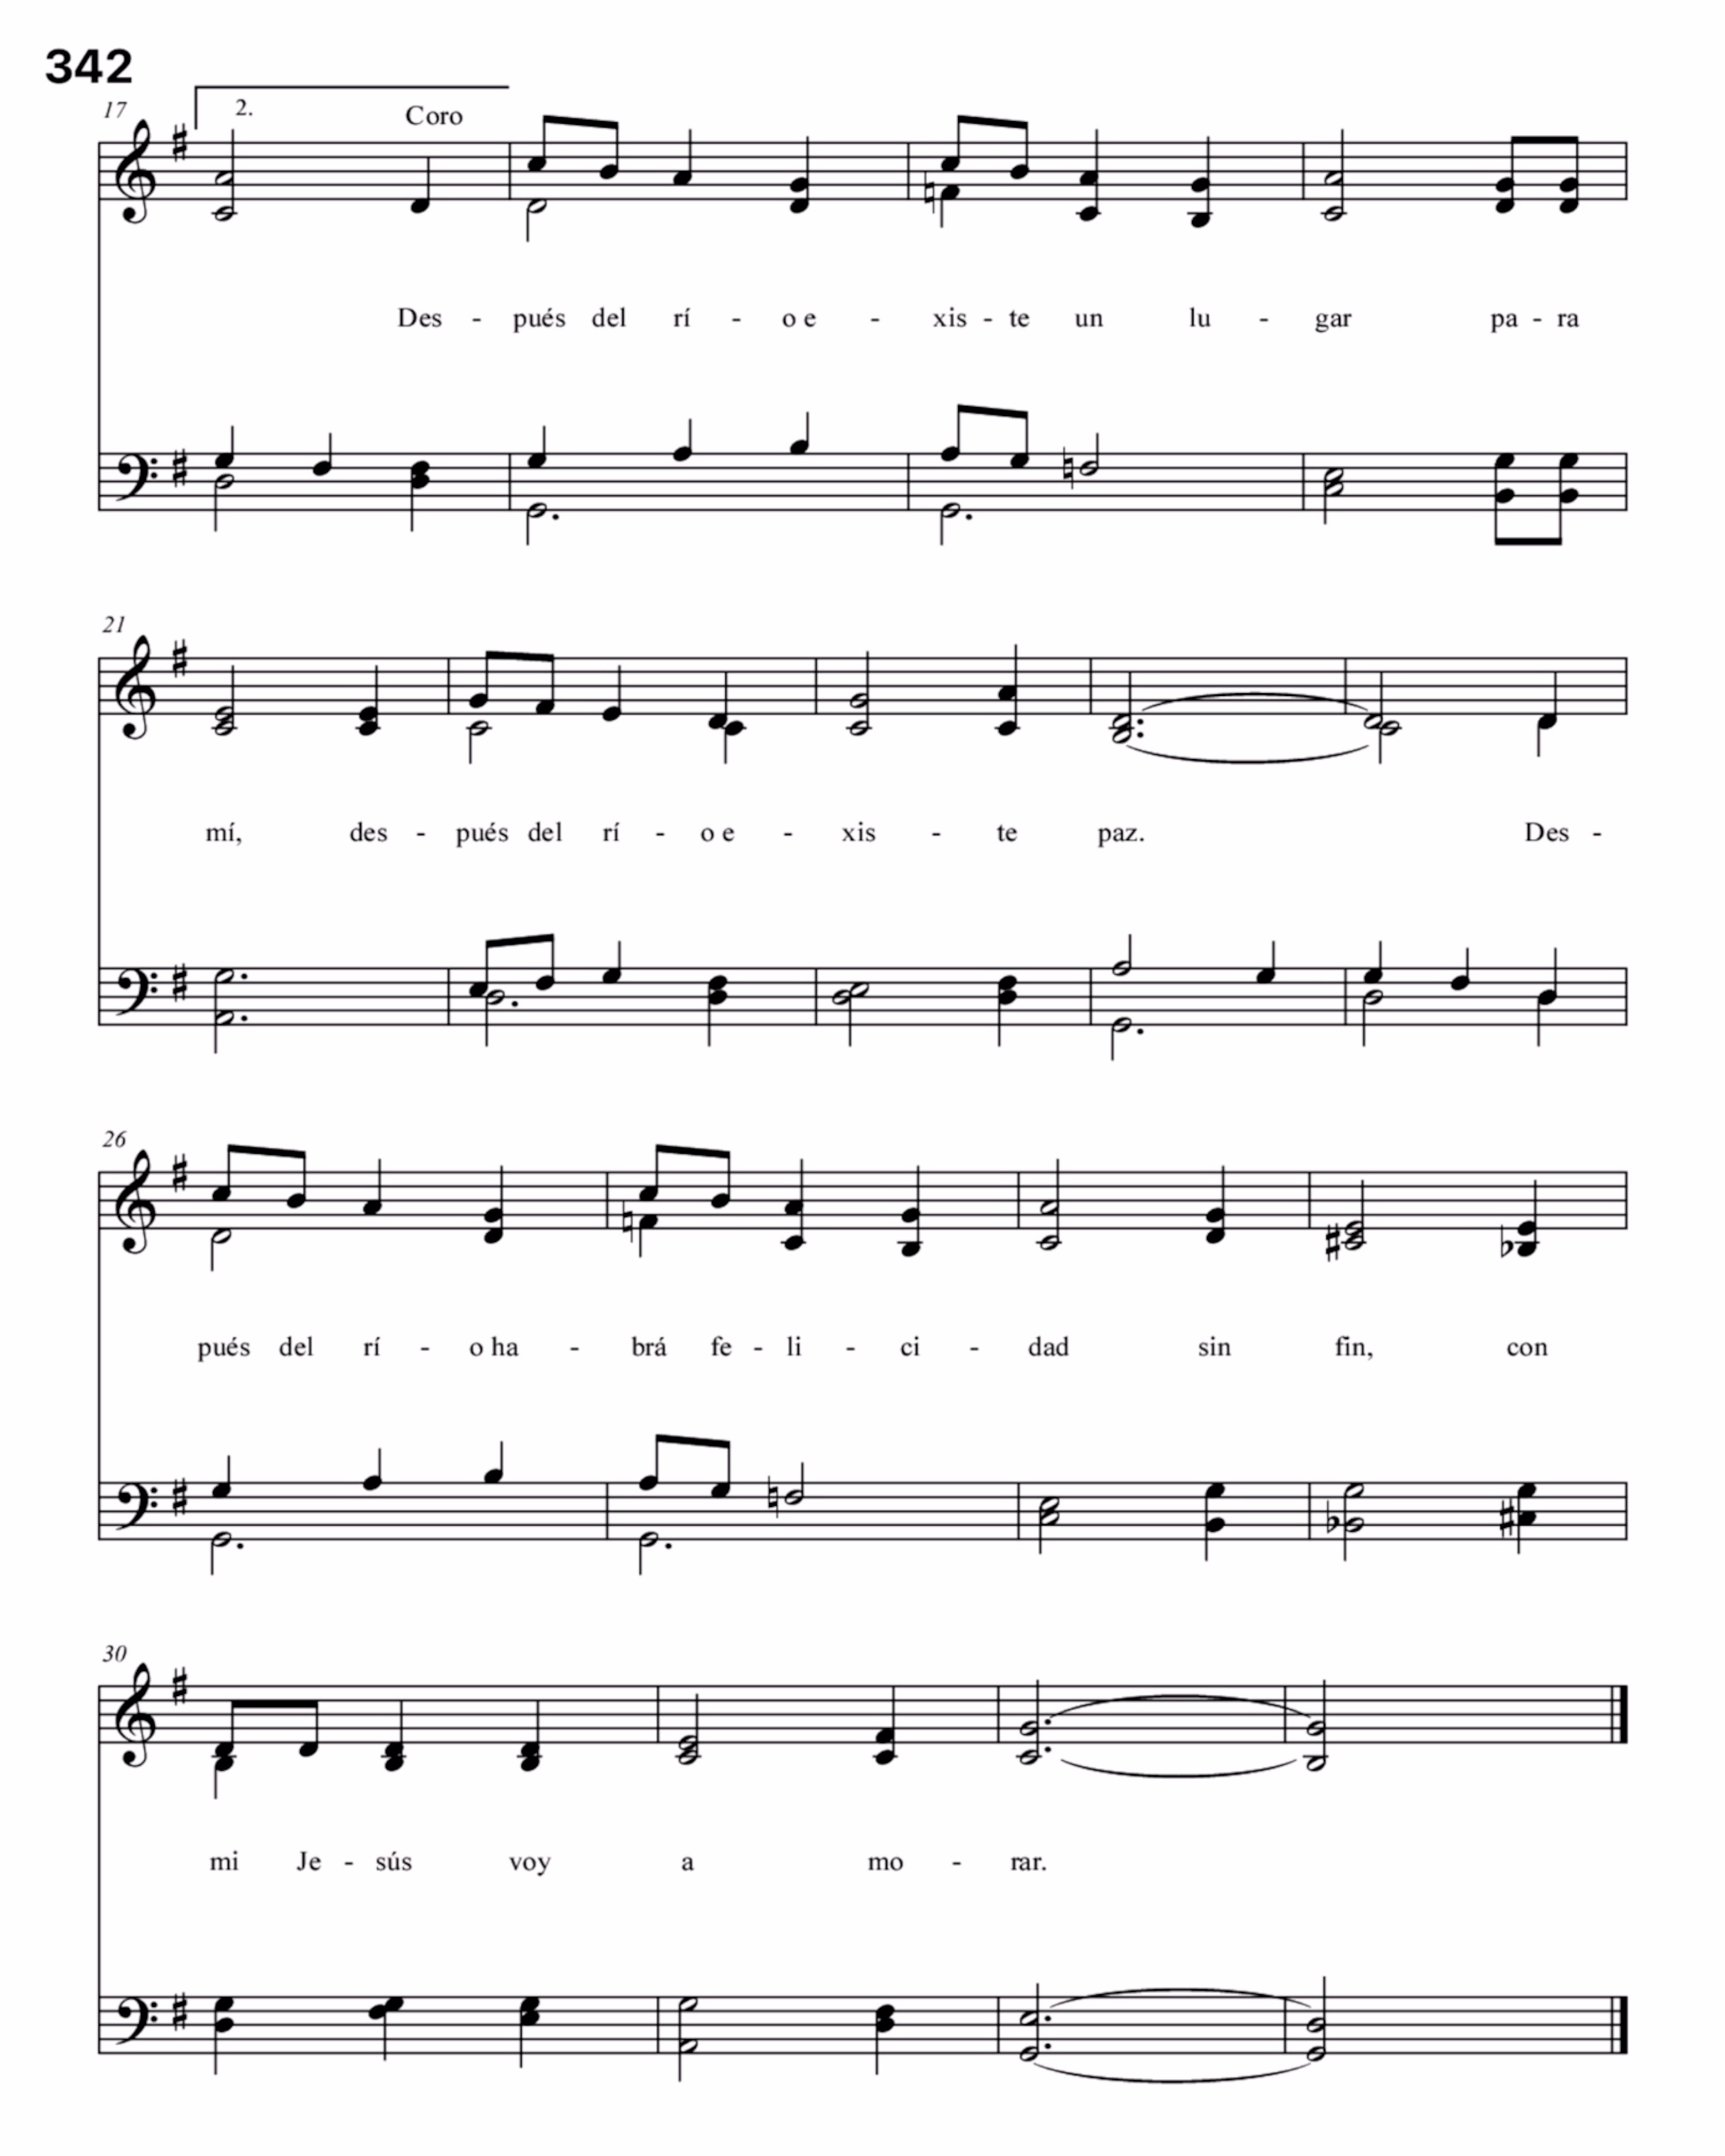 342
17
2.
Coro
Des - pués del rí - o e - xis - te un lu - gar pa - ra
21
mí, des - pués del rí - o e - xis - te paz. Des -
26
pués del rí - o ha - brá fe - li - ci - dad sin fin, con
30
mi Je - sús voy a mo - rar.